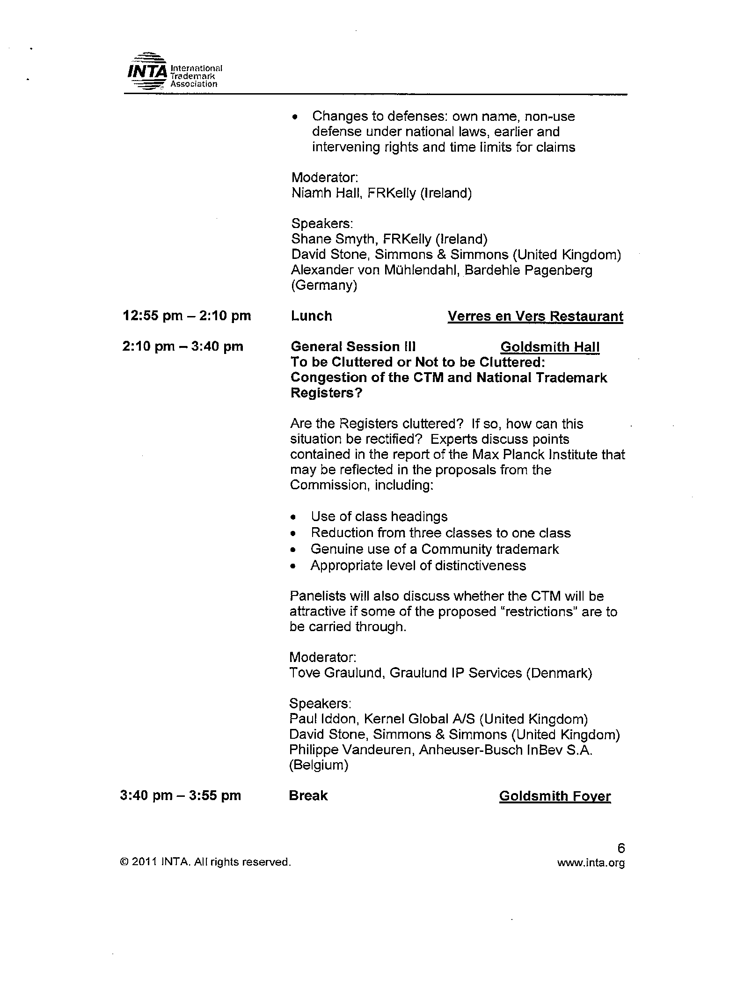 INTA International
Trademark
Association
• Changes to defenses: own name, non-use
defense under national laws, earlier and
intervening rights and time limits for claims
Moderator:
Niamh Hall, FRKelly (Ireland)
Speakers:
Shane Smyth, FRKelly (Ireland)
David Stone, Simmons & Simmons (United Kingdom)
Alexander von Mühlendahl, Bardehle Pagenberg
(Germany)
12:55 pm – 2:10 pm Lunch Verres en Vers Restaurant
2:10 pm – 3:40 pm General Session III Goldsmith Hall
To be Cluttered or Not to be Cluttered:
Congestion of the CTM and National Trademark
Registers?
Are the Registers cluttered? If so, how can this
situation be rectified? Experts discuss points
contained in the report of the Max Planck Institute that
may be reflected in the proposals from the
Commission, including:
• Use of class headings
• Reduction from three classes to one class
• Genuine use of a Community trademark
• Appropriate level of distinctiveness
Panelists will also discuss whether the CTM will be
attractive if some of the proposed "restrictions" are to
be carried through.
Moderator:
Tove Graulund, Graulund IP Services (Denmark)
Speakers:
Paul Iddon, Kernel Global A/S (United Kingdom)
David Stone, Simmons & Simmons (United Kingdom)
Philippe Vandeuren, Anheuser-Busch InBev S.A.
(Belgium)
3:40 pm – 3:55 pm Break Goldsmith Foyer
6
© 2011 INTA. All rights reserved. www.inta.org